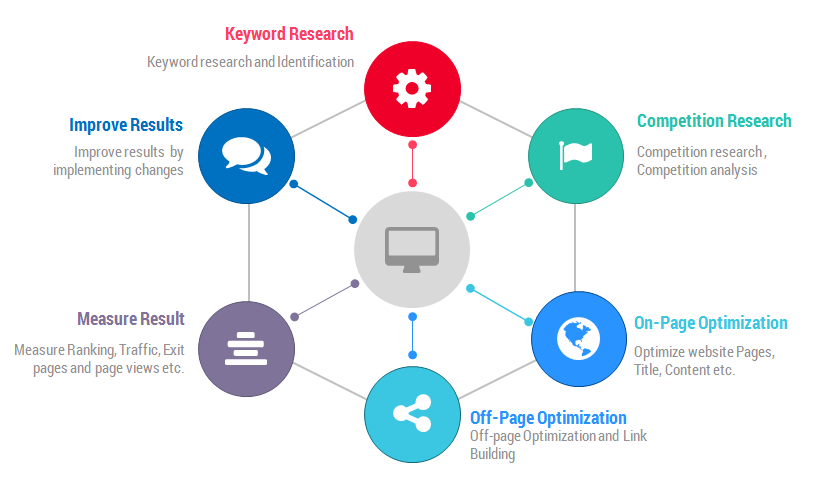 Keyword Research
Keyword research and Identification
Competition Research
Competition research ,
Competition analysis
On-Page Optimization
Optimize website Pages,
Title, Content etc.
Off-Page Optimization
Off-page Optimization and Link
Building
Measure Result
Measure Ranking, Traffic, Exit
pages and page views etc.
Improve Results
Improve results by
implementing changes